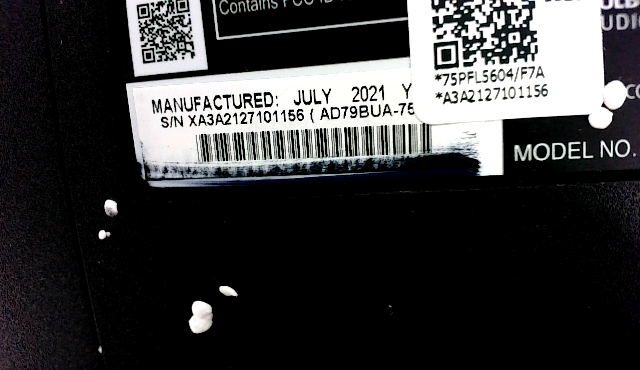 Contains FCC ID
*75PFL5604/F7A
*A3A2127101156
MANUFACTURED: JULY 2021 Y
S/N XA3A2127101156 ( AD79BUA-75
MODEL NO.